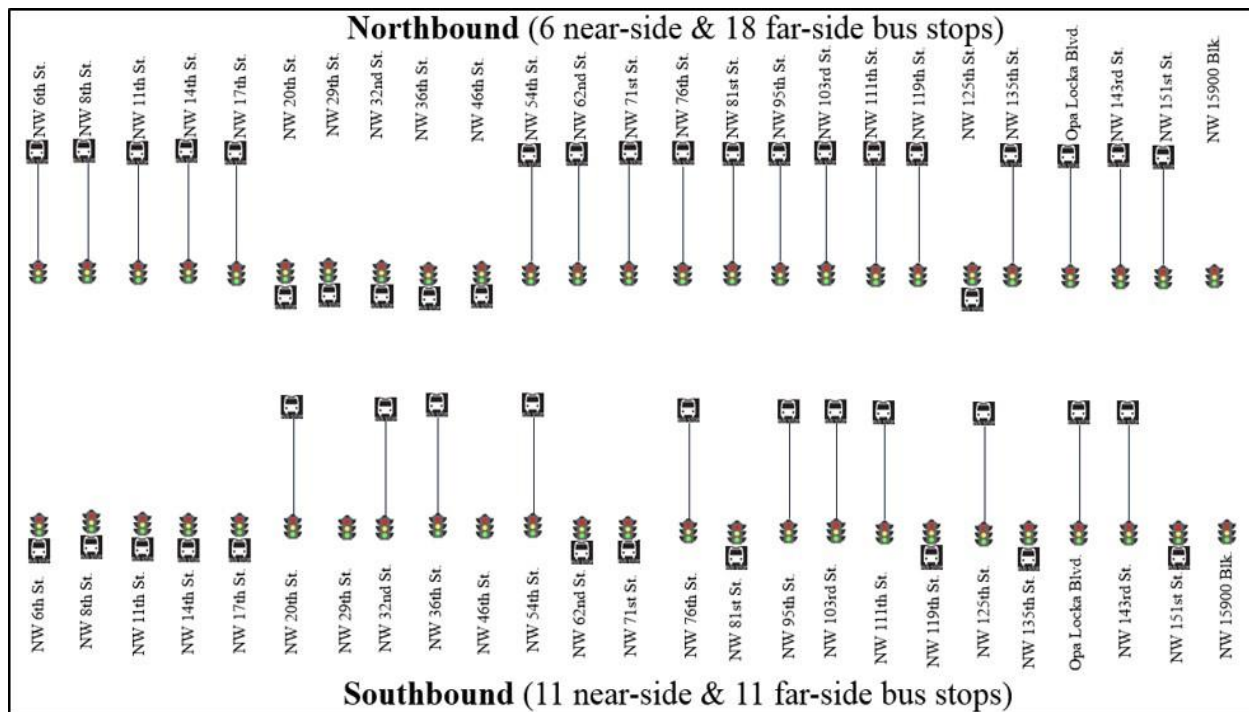 Northbound (6 near-side & 18 far-side bus stops)
NW 6th St.
NW 8th St.
NW 11th St.
NW 14th St.
NW 17th St.
NW 20th St.
NW 29th St.
NW 32nd St.
NW 36th St.
NW 46th St.
NW 54th St.
NW 62nd St.
NW 71st St.
NW 76th St.
NW 81st St.
NW 95th St.
NW 103rd St.
NW 111th St.
NW 119th St.
NW 125th St.
NW 135th St.
Opa Locka Blvd.
NW 143rd St.
NW 151st St.
NW 15900 Blk.
NW 6th St.
NW 8th St.
NW 11th St.
NW 14th St.
NW 17th St.
NW 20th St.
NW 29th St.
NW 32nd St.
NW 36th St.
NW 46th St.
NW 54th St.
NW 62nd St.
NW 71st St.
NW 76th St.
NW 81st St.
NW 95th St.
NW 103rd St.
NW 111th St.
NW 119th St.
NW 125th St.
NW 135th St.
Opa Locka Blvd.
NW 143rd St.
NW 151st St.
NW 15900 Blk.
Southbound (11 near-side & 11 far-side bus stops)